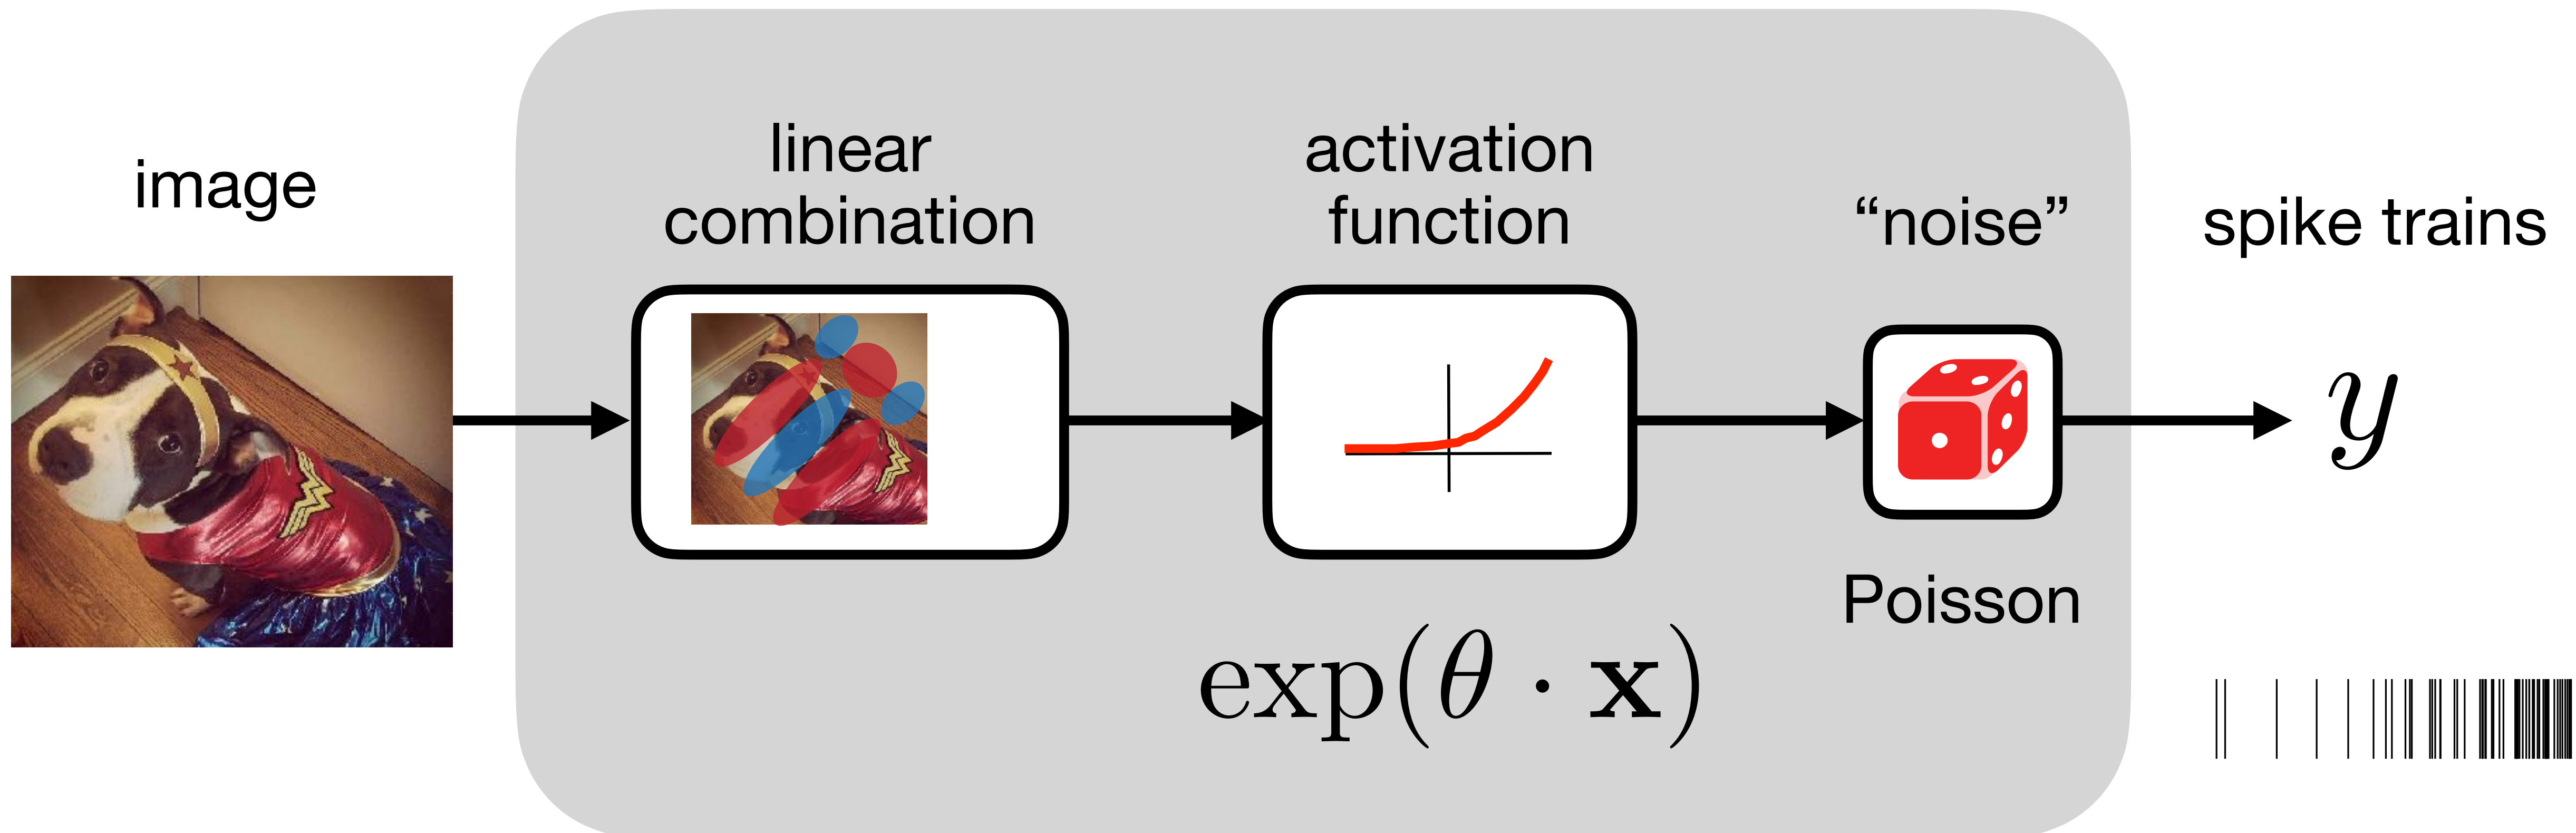 image
linear
combination
activation
function
“noise”
spike trains
y
Poisson
exp(θ · x)